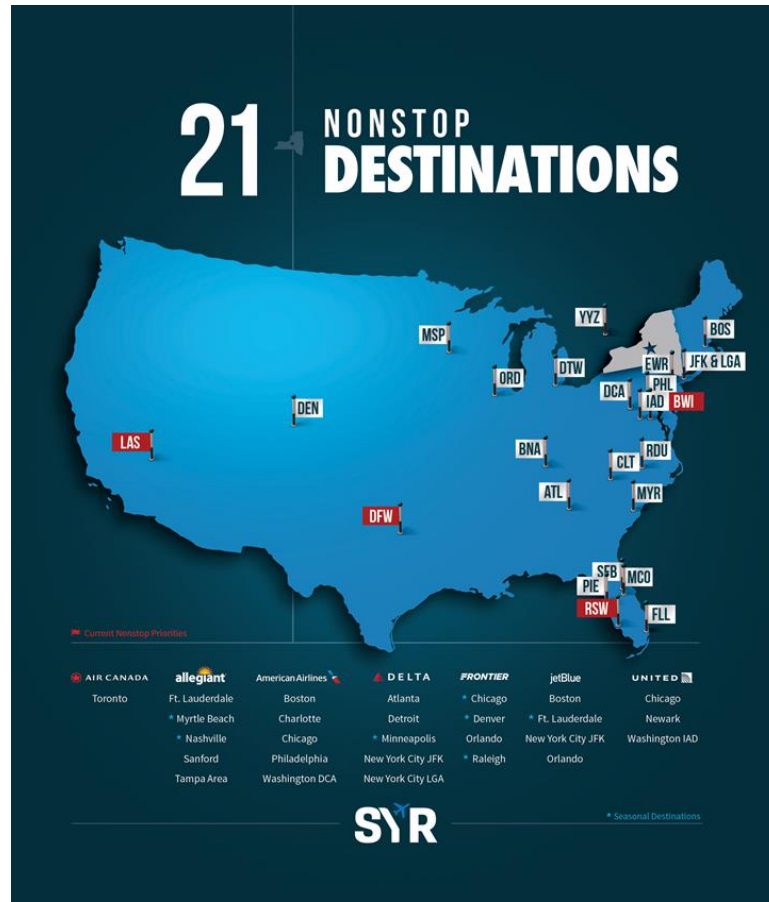 21 NONSTOP
DESTINATIONS
YYZ
MSP
BOS
EWR
JFK & LGA
DTW
ORD
DCA
PHL
IAD
BWI
DEN
LAS
BNA
RDU
CLT
ATL
MYR
DFW
SFB
MCO
PIE
RSW
FLL
Current Nonstop Priorities
AIR CANADA
Toronto
allegiant
Ft. Lauderdale
* Myrtle Beach
* Nashville
Sanford
Tampa Area
American Airlines
Boston
Charlotte
Chicago
Philadelphia
Washington DCA
DELTA
Atlanta
Detroit
* Minneapolis
New York City JFK
New York City LGA
FRONTIER
* Chicago
* Denver
Orlando
* Raleigh
jetBlue
Boston
* Ft. Lauderdale
New York City JFK
Orlando
UNITED
Chicago
Newark
Washington IAD
SYR
* Seasonal Destinations